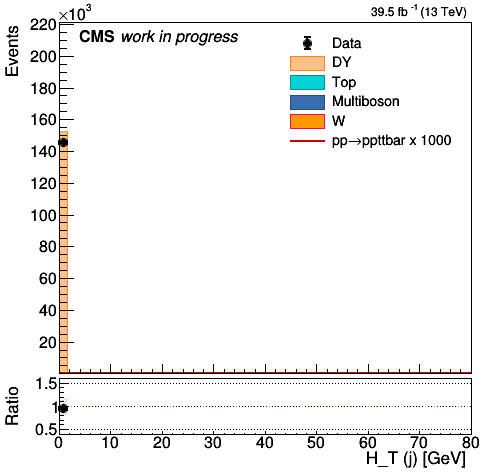 ×10³
39.5 fb⁻¹ (13 TeV)
CMS work in progress
Events
220
200
180
160
140
120
100
80
60
40
20
Data
DY
Top
Multiboson
W
pp→ppttbar x 1000
Ratio
1.5
1
0.5
0 10 20 30 40 50 60 70 80
H_T (j) [GeV]